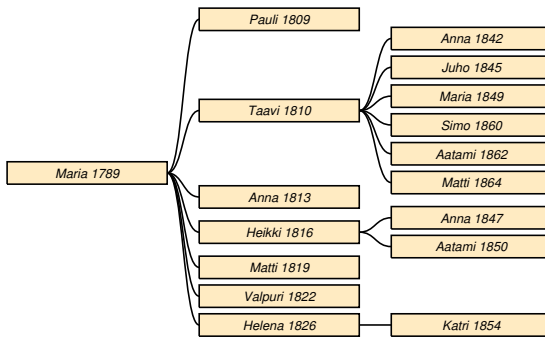 Maria 1789
Pauli 1809
Taavi 1810
Anna 1842
Juho 1845
Maria 1849
Simo 1860
Aatami 1862
Matti 1864
Anna 1813
Heikki 1816
Anna 1847
Aatami 1850
Matti 1819
Valpuri 1822
Helena 1826
Katri 1854